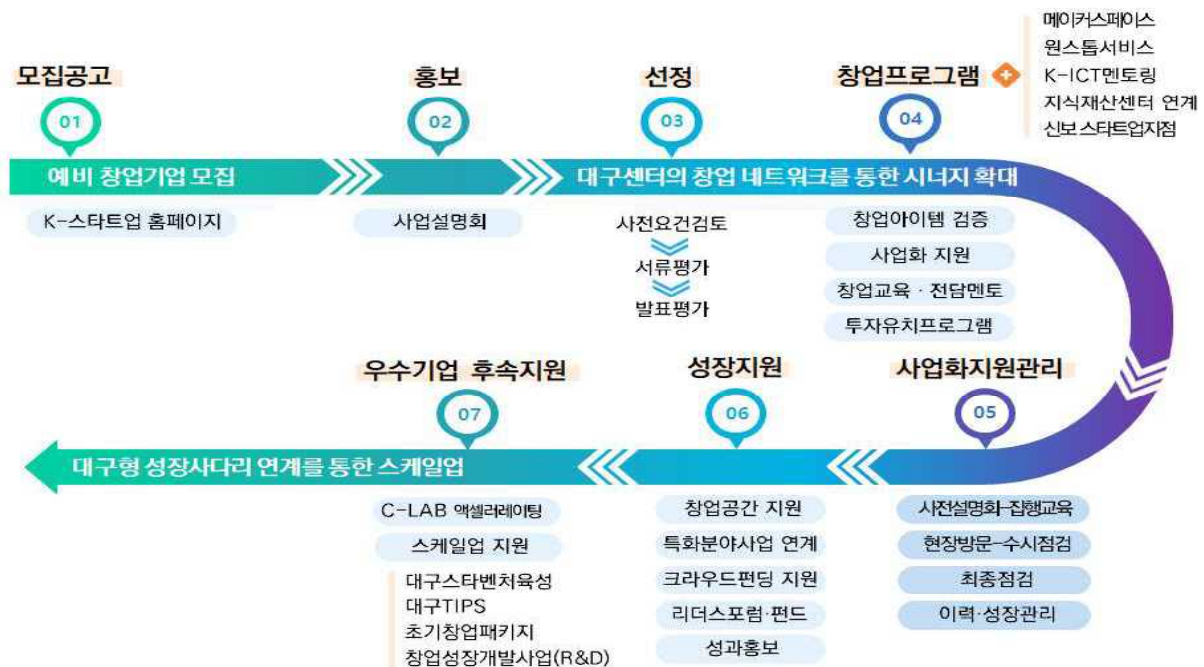 모집공고
01
예비 창업기업 모집
K-스타트업 홈페이지
홍보
02
사업설명회
선정
03
대구센터의 창업 네트워크를 통한 시너지 확대
사전요건검토
서류평가
발표평가
창업프로그램
04
메이커스페이스
원스톱서비스
K-ICT멘토링
지식재산센터 연계
신보 스타트업지점
창업아이템 검증
사업화 지원
창업교육 · 전담멘토
투자유치프로그램
사업화지원관리
05
사전설명회-집행교육
현장방문-수시점검
최종점검
이력·성장관리
성장지원
06
창업공간 지원
특화분야사업 연계
크라우드펀딩 지원
리더스포럼·펀드
성과홍보
우수기업 후속지원
07
대구형 성장사다리 연계를 통한 스케일업
C-LAB 액셀러레이팅
스케일업 지원
대구스타벤처육성
대구TIPS
초기창업패키지
창업성장개발사업(R&D)